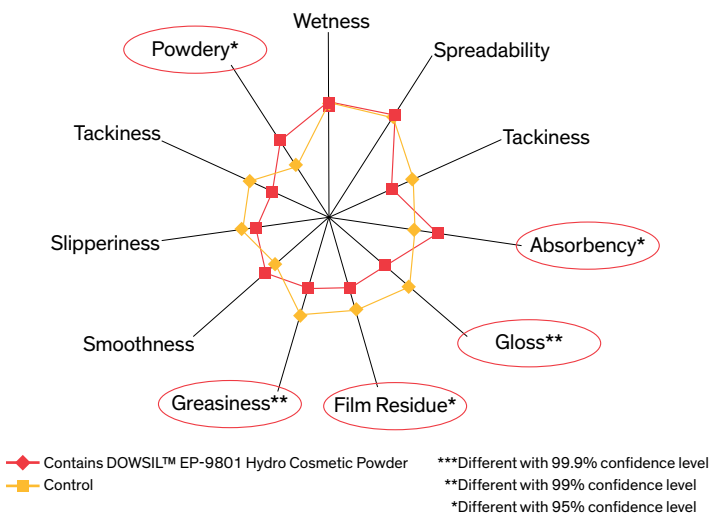 Wetness
Powdery*
Spreadability
Tackiness
Tackiness
Slipperiness
Absorbency*
Smoothness
Gloss**
Greasiness**
Film Residue*
Contains DOWSIL™ EP-9801 Hydro Cosmetic Powder
Control
***Different with 99.9% confidence level
**Different with 99% confidence level
*Different with 95% confidence level